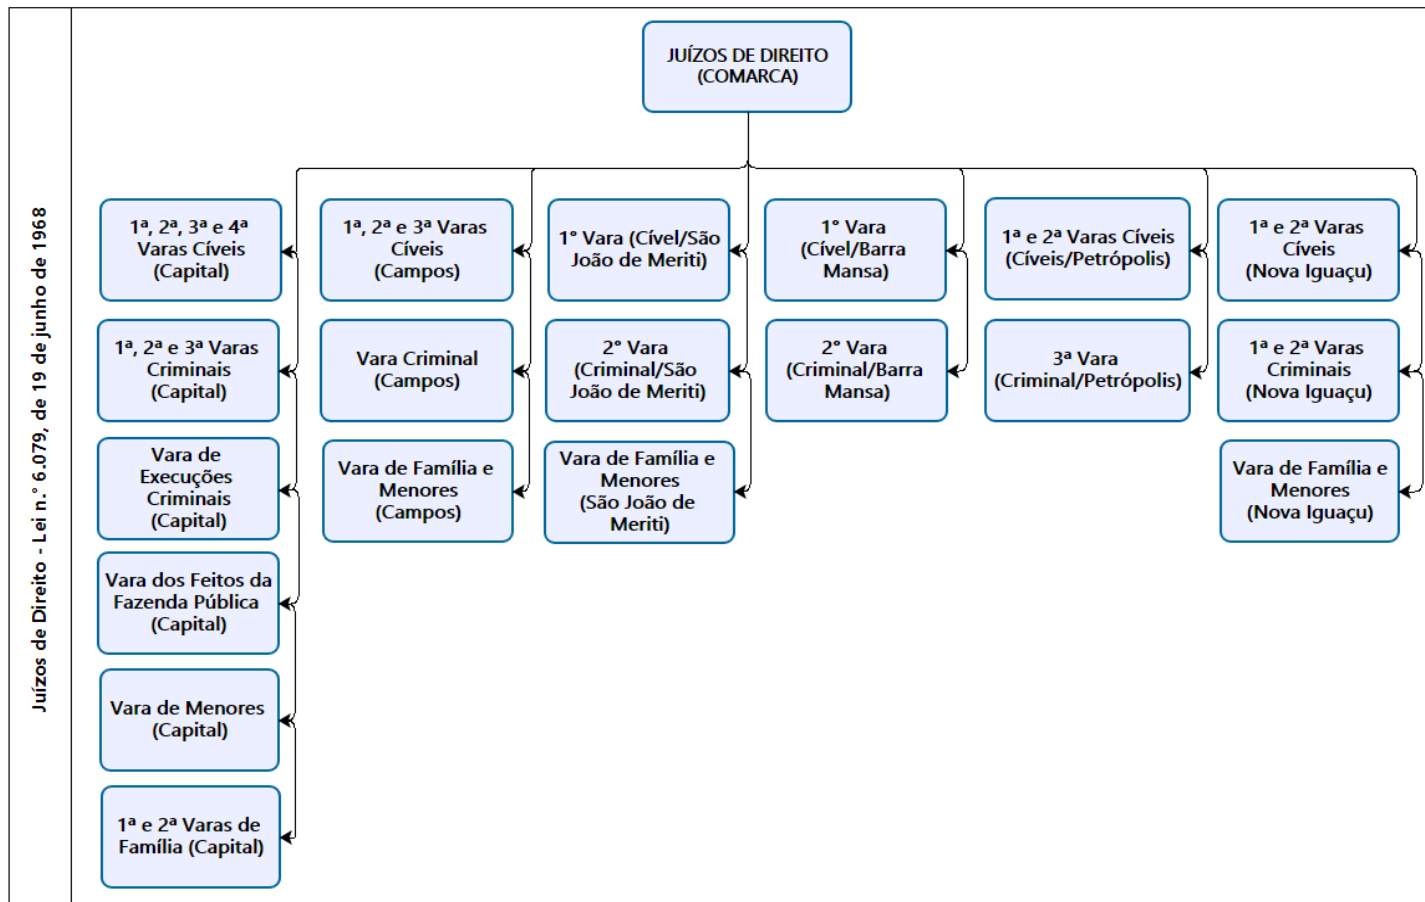 Juízos de Direito - Lei n.° 6.079, de 19 de junho de 1968
JUÍZOS DE DIREITO
(COMARCA)
1ª, 2ª, 3ª e 4ª
Varas Cíveis
(Capital)
1ª, 2ª e 3ª Varas
Criminais
(Capital)
Vara de
Execuções
Criminais
(Capital)
Vara dos Feitos da
Fazenda Pública
(Capital)
Vara de Menores
(Capital)
1ª e 2ª Varas de
Família (Capital)
1ª, 2ª e 3ª Varas
Cíveis
(Campos)
Vara Criminal
(Campos)
Vara de Família e
Menores
(Campos)
1° Vara (Cível/São
João de Meriti)
2° Vara
(Criminal/São
João de Meriti)
Vara de Família e
Menores
(São João de
Meriti)
1° Vara
(Cível/Barra
Mansa)
2° Vara
(Criminal/Barra
Mansa)
1ª e 2ª Varas Cíveis
(Cíveis/Petrópolis)
3ª Vara
(Criminal/Petrópolis)
1ª e 2ª Varas
Cíveis
(Nova Iguaçu)
1ª e 2ª Varas
Criminais
(Nova Iguaçu)
Vara de Família e
Menores
(Nova Iguaçu)